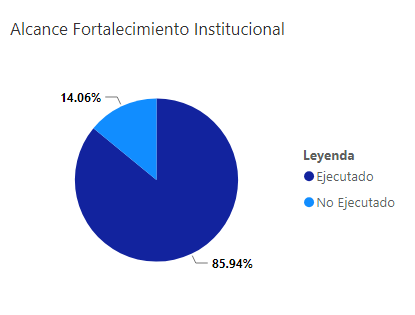 Alcance Fortalecimiento Institucional
14.06%
Leyenda
Ejecutado
No Ejecutado
85.94%